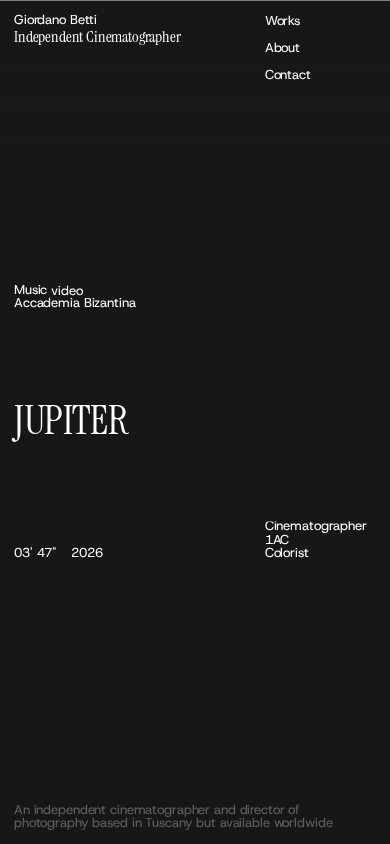 Giordano Betti
Independent Cinematographer
Works
About
Contact
Music video
Accademia Bizantina
JUPITER
03' 47" 2026
Cinematographer
1AC
Colorist
An independent cinematographer and director of
photography based in Tuscany but available worldwide